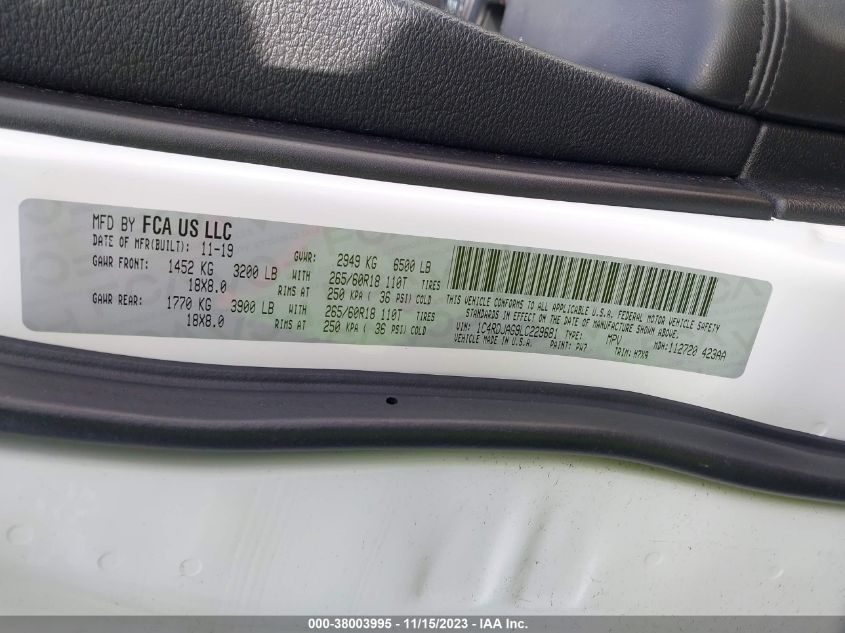 MFD BY FCA US LLC
DATE OF MFR(BUILT): 11-19 GVWR: 2949 KG 6500 LB
GAWR FRONT: 1452 KG 3200 LB WITH 265/60R18 110T TIRES
18X8.0 RIMS AT 250 KPA ( 36 PSI) COLD
GAWR REAR: 1770 KG 3900 LB WITH 265/60R18 110T TIRES
18X8.0 RIMS AT 250 KPA ( 36 PSI) COLD
THIS VEHICLE CONFORMS TO ALL APPLICABLE U.S.A. FEDERAL MOTOR VEHICLE SAFETY
STANDARDS IN EFFECT ON THE DATE OF MANUFACTURE SHOWN ABOVE.
VIN: 1C4RDJAG9LC229681 TYPE: MPV MDH: 112720 423AA
VEHICLE MADE IN U.S.A. PAINT: PW7 TRIM: H7X9
000-38003995 - 11/15/2023 - IAAI.COM